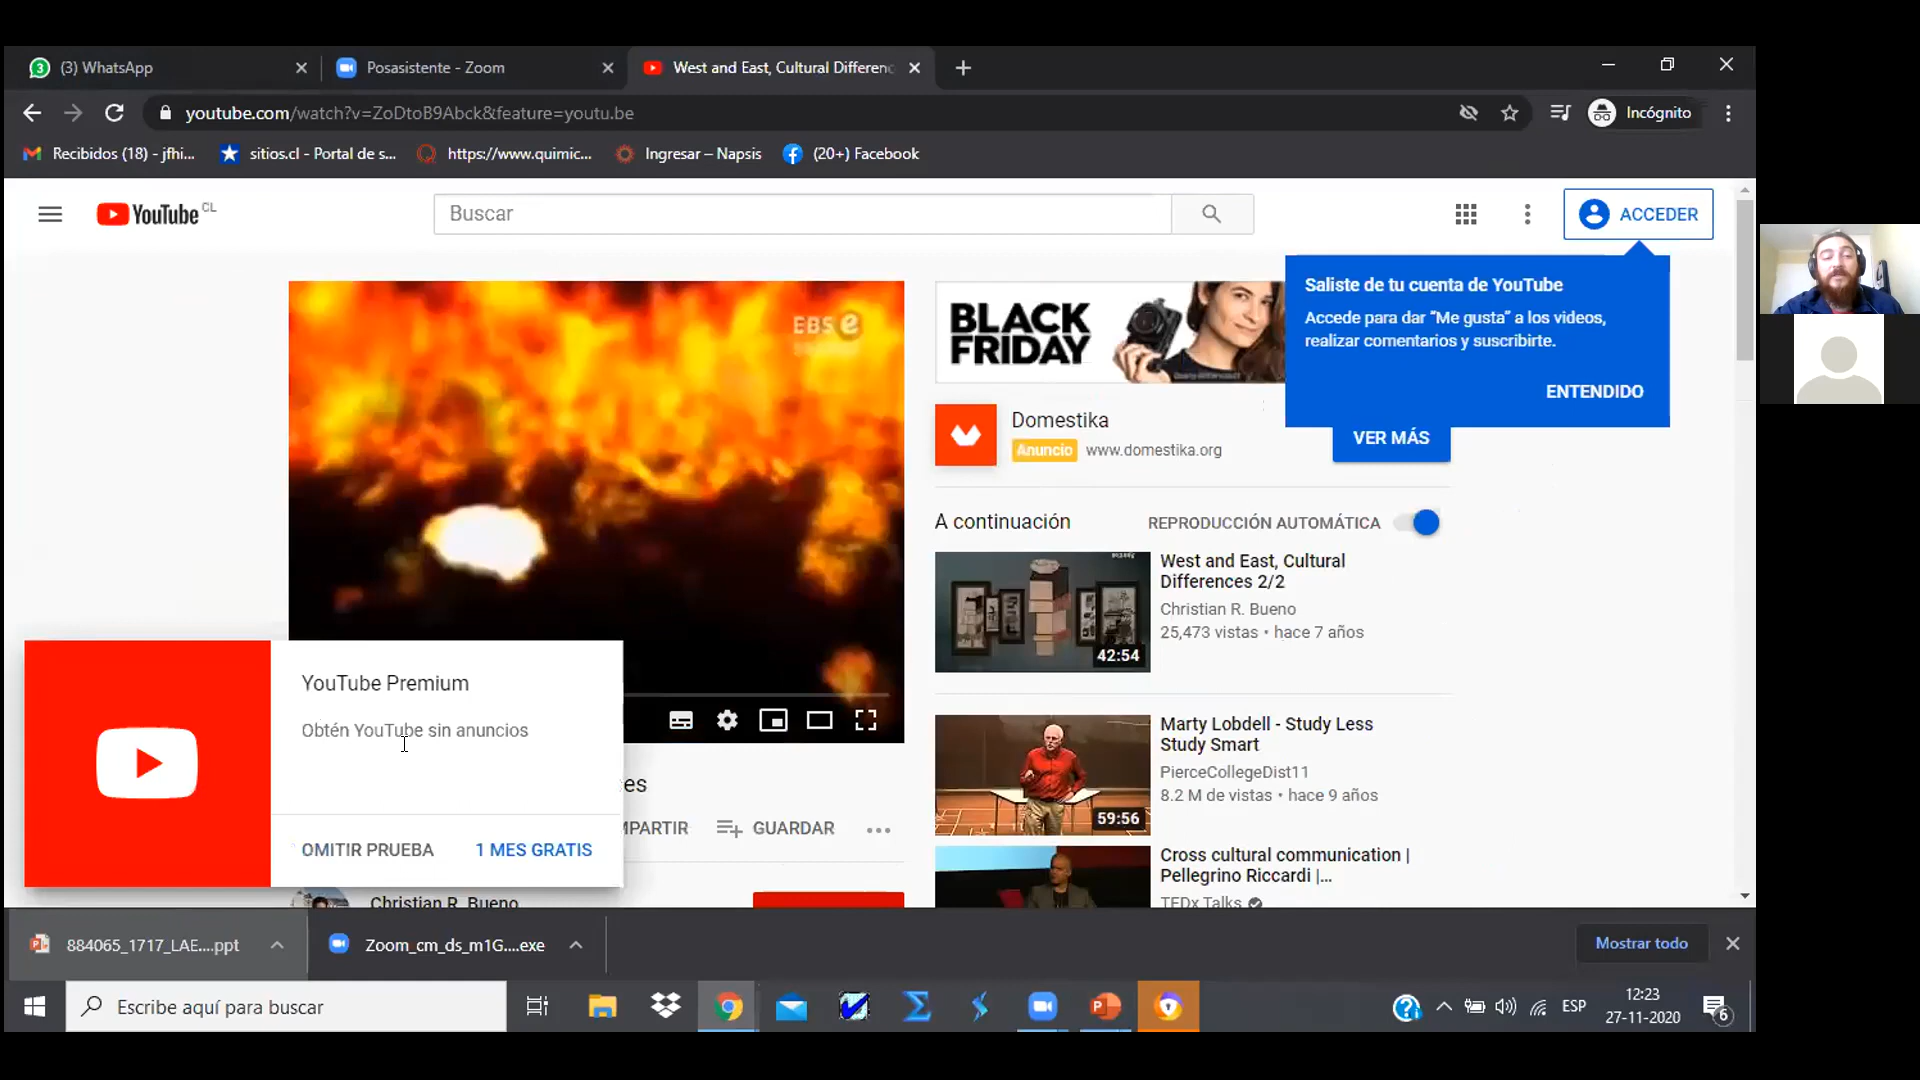 (3) WhatsApp
Posasistente - Zoom
West and East, Cultural Differenc
youtube.com/watch?v=ZoDtoB9Abck&feature=youtu.be
Incógnito
Recibidos (18) - jfhi...
sitios.cl - Portal de s...
https://www.quimic...
Ingresar – Napsis
(20+) Facebook
YouTube CL
Buscar
ACCEDER
Saliste de tu cuenta de YouTube
Accede para dar “Me gusta” a los videos,
realizar comentarios y suscribirte.
ENTENDIDO
EBS e
BLACK
FRIDAY
Domestika
Anuncio www.domestika.org
VER MÁS
A continuación
REPRODUCCIÓN AUTOMÁTICA
West and East, Cultural
Differences 2/2
Christian R. Bueno
25,473 vistas • hace 7 años
42:54
Marty Lobdell - Study Less
Study Smart
PierceCollegeDist11
8.2 M de vistas • hace 9 años
59:56
Cross cultural communication |
Pellegrino Riccardi |...
TEDx Talks
YouTube Premium
Obtén YouTube sin anuncios
OMITIR PRUEBA
1 MES GRATIS
es
MPARTIR
GUARDAR
Christian R. Bueno
884065_1717_LAE....ppt
Zoom_cm_ds_m1G....exe
Mostrar todo
Escribe aquí para buscar
ESP
12:23
27-11-2020
6